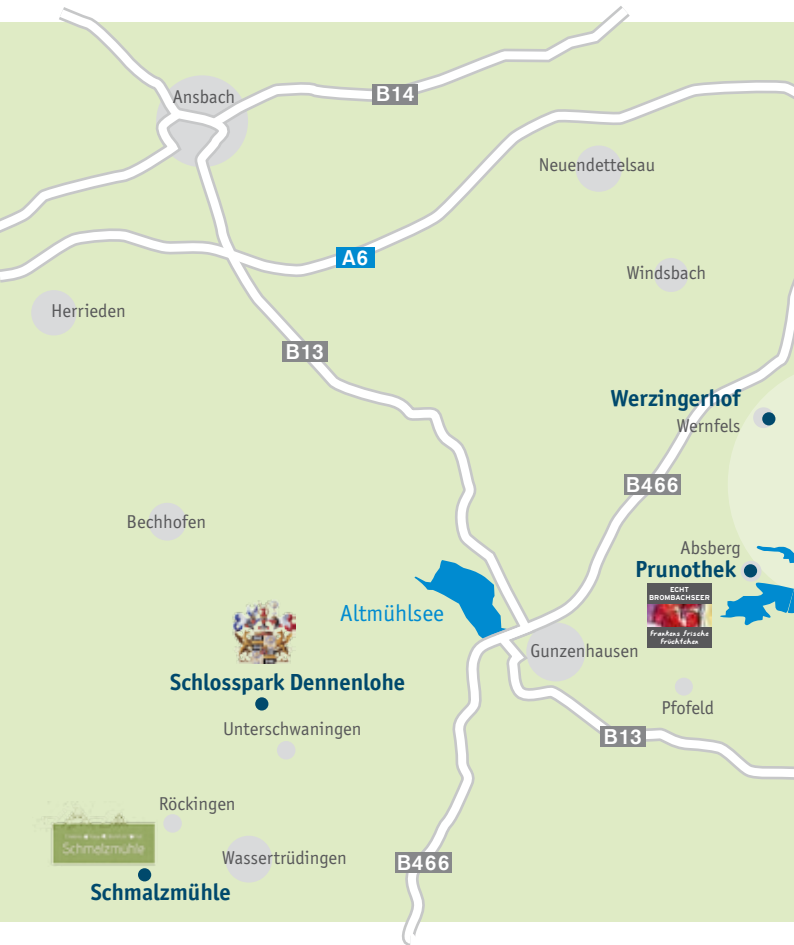 Ansbach
B14
Neuendettelsau
A6
Windsbach
Herrieden
B13
Werzingerhof
Wernfels
B466
Bechhofen
Absberg
Prunothek
ECHT
BROMBACHSEER
Frankens frische
Früchtchen
Altmühlsee
Gunzenhausen
Schlosspark Dennenlohe
Pfofeld
Unterschwaningen
B13
Röckingen
Schmalzmühle
Wassertrüdingen
B466
Schmalzmühle